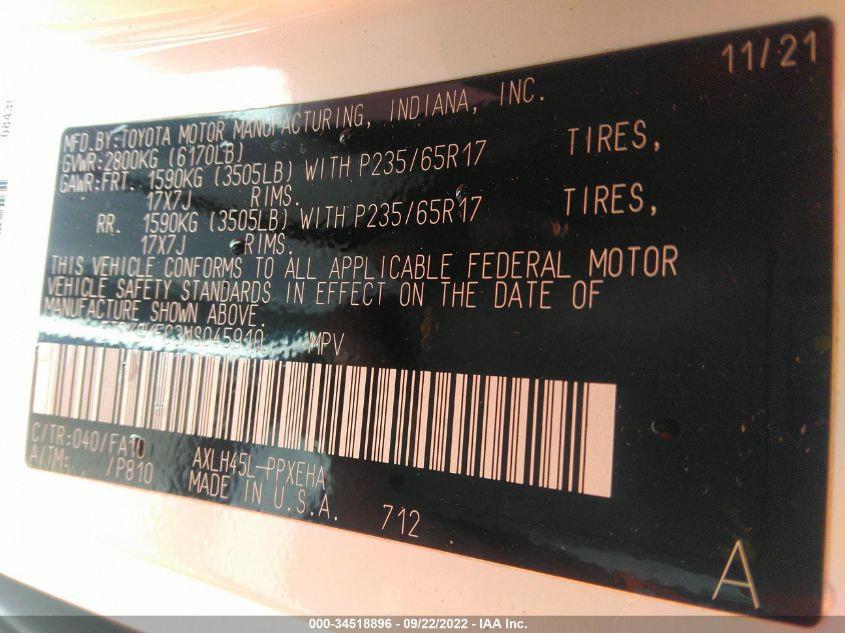 11/21
MFD.BY:TOYOTA MOTOR MANUFACTURING, INDIANA, INC.
GVWR:2800KG (6170LB)
GAWR:FRT. 1590KG (3505LB) WITH P235/65R17 TIRES,
17X7J RIMS.
RR. 1590KG (3505LB) WITH P235/65R17 TIRES,
17X7J RIMS.
THIS VEHICLE CONFORMS TO ALL APPLICABLE FEDERAL MOTOR
VEHICLE SAFETY STANDARDS IN EFFECT ON THE DATE OF
MANUFACTURE SHOWN ABOVE.
MPV
C/TR:040/FA10 AXLH45L-PPXEHA
A/TM: /P810 MADE IN U.S.A. 712
A
000-34518896 - 09/22/2022 - IAA Inc.